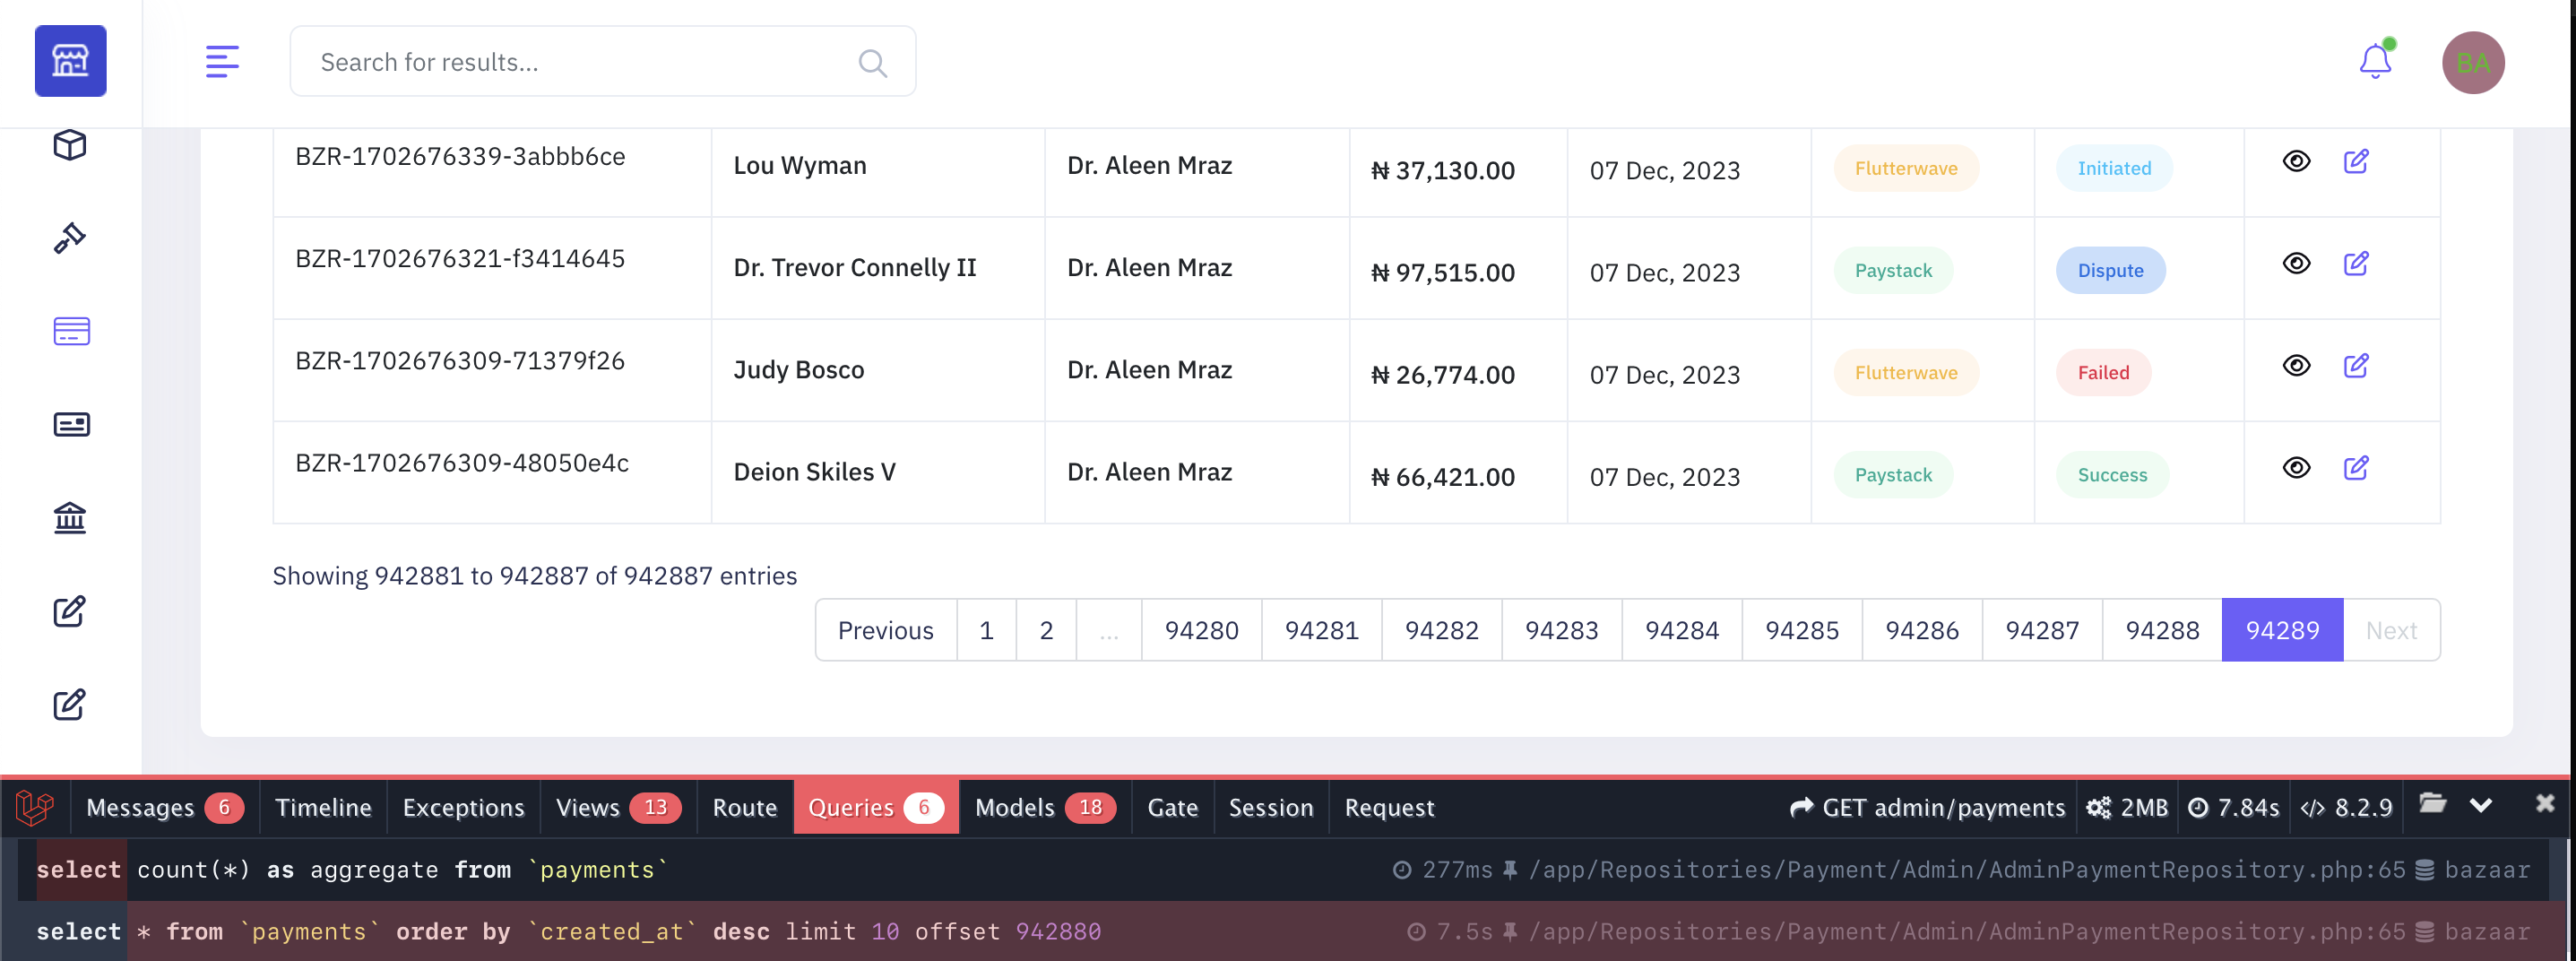 Search for results...
BA
BZR-1702676339-3abbb6ce Lou Wyman Dr. Aleen Mraz ₦ 37,130.00 07 Dec, 2023 Flutterwave Initiated
BZR-1702676321-f3414645 Dr. Trevor Connelly II Dr. Aleen Mraz ₦ 97,515.00 07 Dec, 2023 Paystack Dispute
BZR-1702676309-71379f26 Judy Bosco Dr. Aleen Mraz ₦ 26,774.00 07 Dec, 2023 Flutterwave Failed
BZR-1702676309-48050e4c Deion Skiles V Dr. Aleen Mraz ₦ 66,421.00 07 Dec, 2023 Paystack Success
Showing 942881 to 942887 of 942887 entries
Previous 1 2 ... 94280 94281 94282 94283 94284 94285 94286 94287 94288 94289 Next
Messages 6 Timeline Exceptions Views 13 Route Queries 6 Models 18 Gate Session Request GET admin/payments 2MB 7.84s </> 8.2.9
select count(*) as aggregate from `payments` 277ms /app/Repositories/Payment/Admin/AdminPaymentRepository.php:65 bazaar
select * from `payments` order by `created_at` desc limit 10 offset 942880 7.5s /app/Repositories/Payment/Admin/AdminPaymentRepository.php:65 bazaar